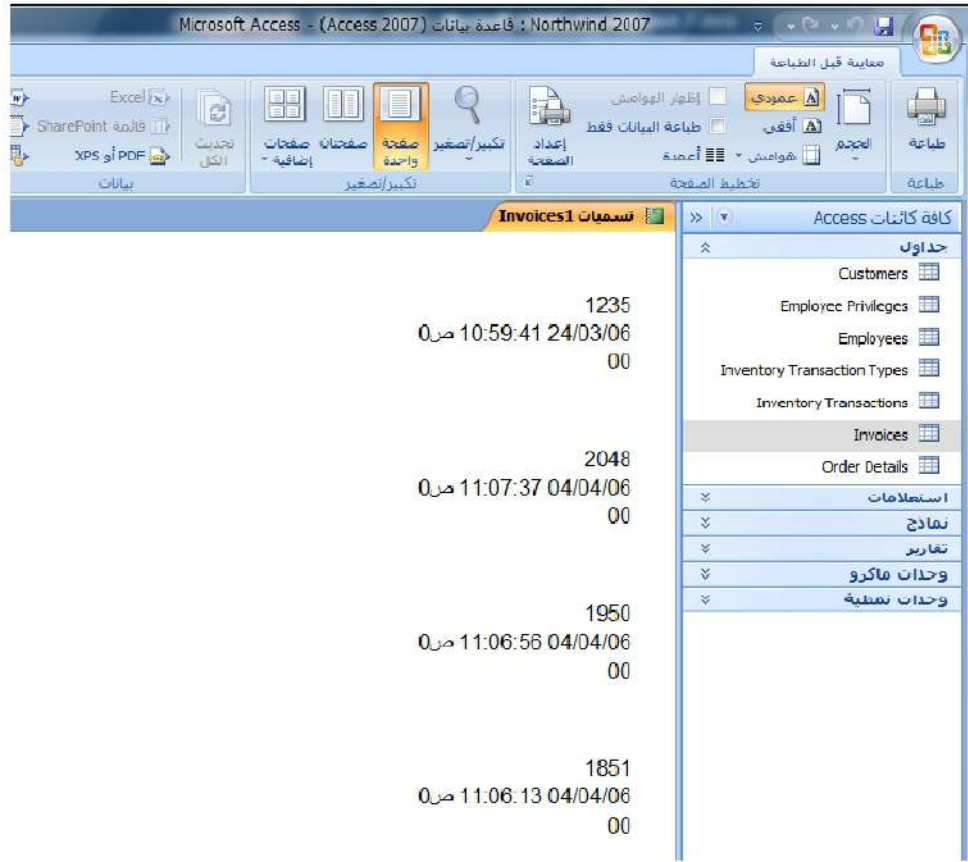 Northwind 2007 : قاعدة بيانات (Access 2007) - Microsoft Access
معاينة قبل الطباعة
طباعة
طباعة
الحجم
عمودي
أفقي
هوامش
إظهار الهوامش
طباعة البيانات فقط
أعمدة
إعداد الصفحة
تخطيط الصفحة
تكبير/تصغير
صفحة واحدة
صفحتان
صفحات إضافية
تكبير/تصغير
تحديث الكل
Excel
قائمة SharePoint
PDF أو XPS
بيانات
كافة كائنات Access
جداول
Customers
Employee Privileges
Employees
Inventory Transaction Types
Inventory Transactions
Invoices
Order Details
استعلامات
نماذج
تقارير
وحدات ماكرو
وحدات نمطية
تسميات Invoices1
1235
24/03/06 10:59:41 ص0
00
2048
04/04/06 11:07:37 ص0
00
1950
04/04/06 11:06:56 ص0
00
1851
04/04/06 11:06:13 ص0
00